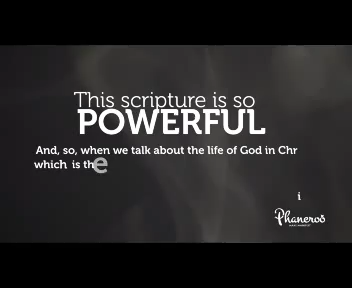 This scripture is so
POWERFUL
And, so, when we talk about the life of God in Chr
which is the
i
Phaneroo